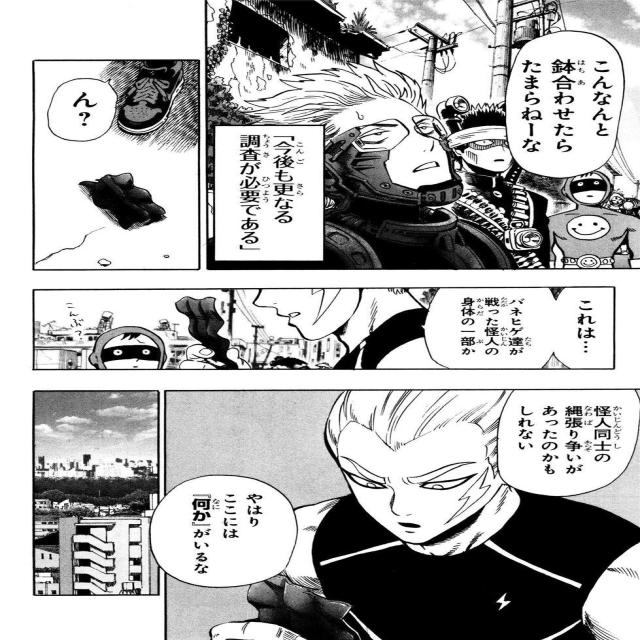 こんなんと
鉢合わせたら
たまらねーな
「今後も更なる
調査が必要である」
ん?
これは…
バネヒゲ達が
戦った怪人の
身体の一部か
こんぶ?
怪人同士の
縄張り争いが
あったのかも
しれない
やはり
ここには
『何か』がいるな